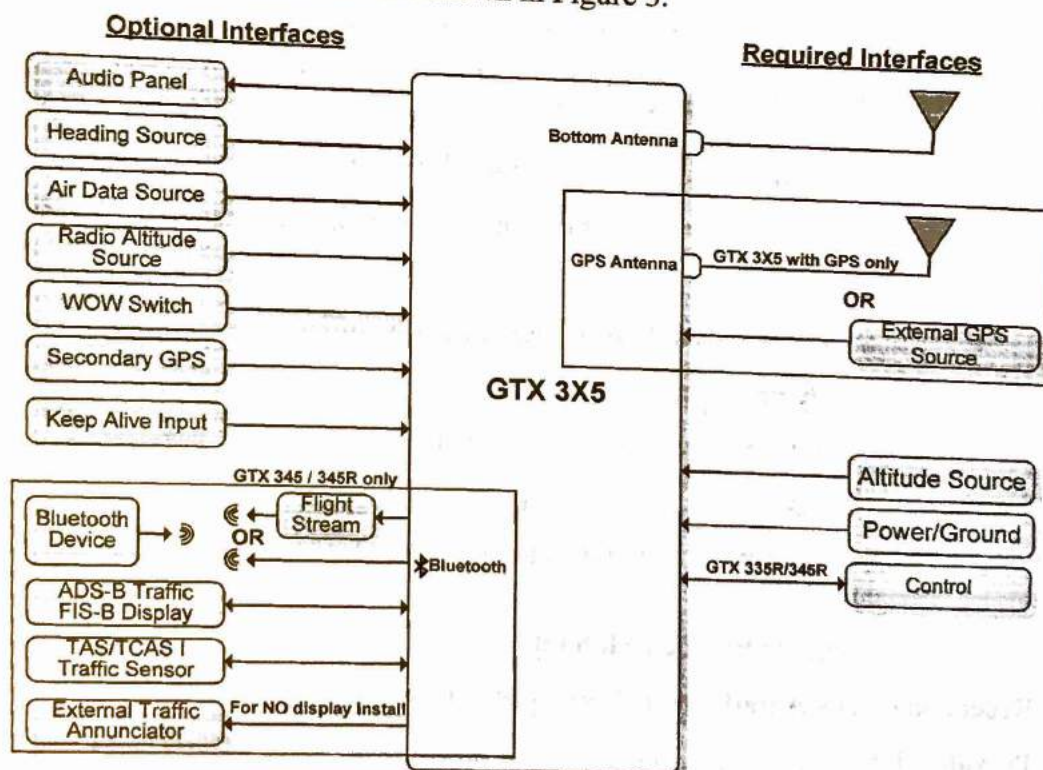 in Figure 3.
Optional Interfaces
Required Interfaces
Audio Panel
Heading Source
Air Data Source
Radio Altitude
Source
WOW Switch
Secondary GPS
Keep Alive Input
GTX 345 / 345R only
Bluetooth
Device
OR
Flight
Stream
Bluetooth
ADS-B Traffic
FIS-B Display
TAS/TCAS I
Traffic Sensor
External Traffic
Annunciator
For NO display Install
GTX 3X5
Bottom Antenna
GPS Antenna
GTX 3X5 with GPS only
OR
External GPS
Source
Altitude Source
Power/Ground
GTX 335R/345R
Control